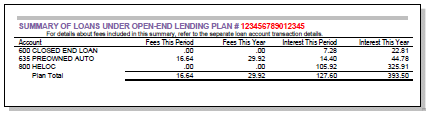 SUMMARY OF LOANS UNDER OPEN-END LENDING PLAN # 123456789012345
For details about fees included in this summary, refer to the separate loan account transaction details.
Account Fees This Period Fees This Year Interest This Period Interest This Year
600 CLOSED END LOAN .00 .00 7.28 22.81
635 PREOWNED AUTO 16.64 29.92 14.40 44.78
800 HELOC .00 .00 105.92 325.91
Plan Total 16.64 29.92 127.60 393.50